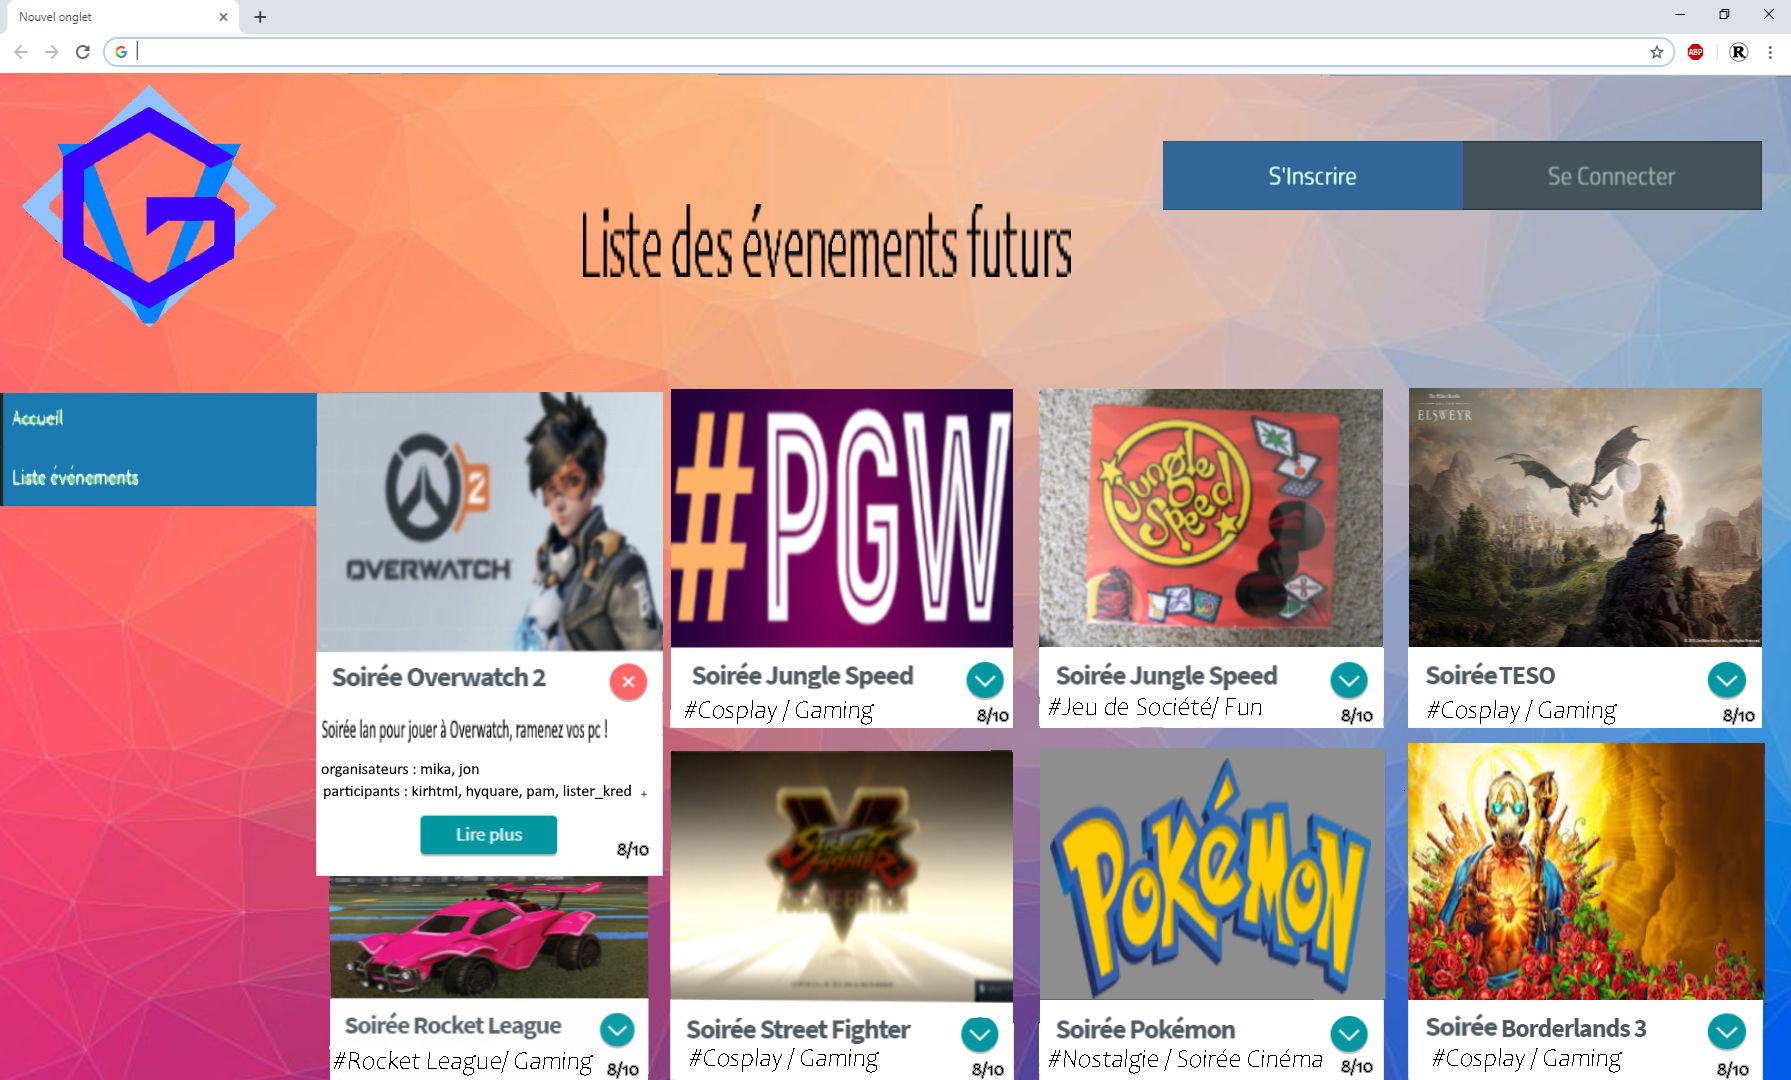 Nouvel onglet
ABP
R
S'Inscrire
Se Connecter
Liste des évenements futurs
Accueil
Liste événements
2
OVERWATCH
#PGW
Jungle Speed
ELSWEYR
Soirée Overwatch 2
Soirée lan pour jouer à Overwatch, ramenez vos pc !
organisateurs : mika, jon
participants : kirhtml, hyquare, pam, lister_kred +
Lire plus
8/10
Soirée Jungle Speed
#Cosplay / Gaming
8/10
Soirée Jungle Speed
#Jeu de Société/ Fun
8/10
Soirée TESO
#Cosplay / Gaming
8/10
Soirée Rocket League
#Rocket League/ Gaming
8/10
V
Street Fighter
ARCADE EDITION
Soirée Street Fighter
#Cosplay / Gaming
8/10
POKéMON
Soirée Pokémon
#Nostalgie / Soirée Cinéma
8/10
Soirée Borderlands 3
#Cosplay / Gaming
8/10